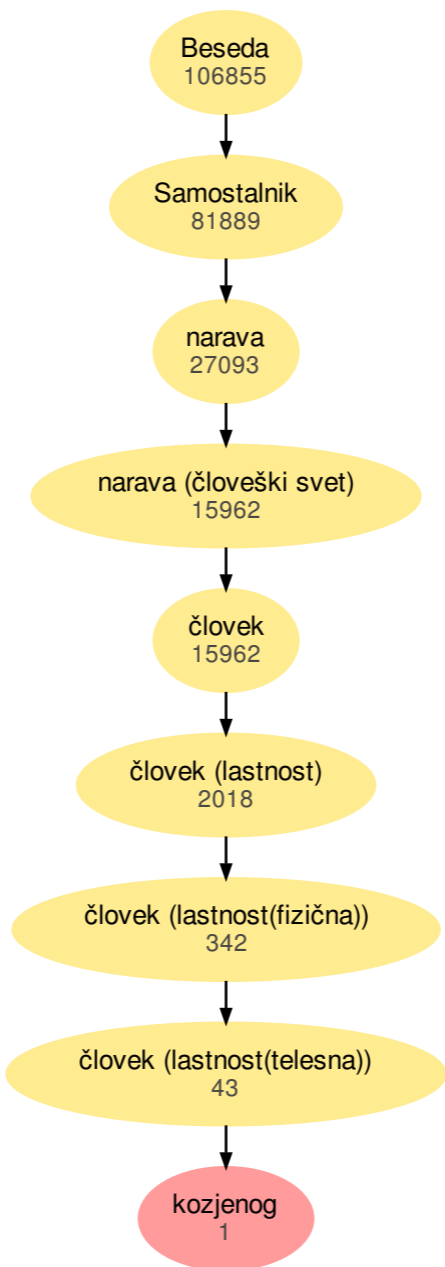 Beseda
106855
Samostalnik
81889
narava
27093
narava (človeški svet)
15962
človek
15962
človek (lastnost)
2018
človek (lastnost(fizična))
342
človek (lastnost(telesna))
43
kozjenog
1